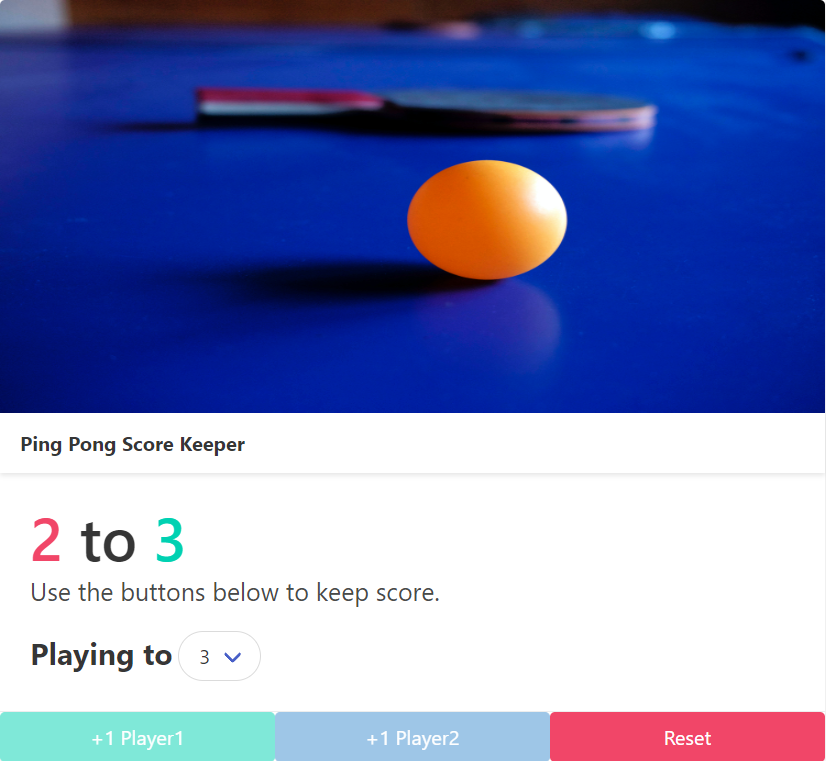 Ping Pong Score Keeper
2 to 3
Use the buttons below to keep score.
Playing to 3
+1 Player1
+1 Player2
Reset